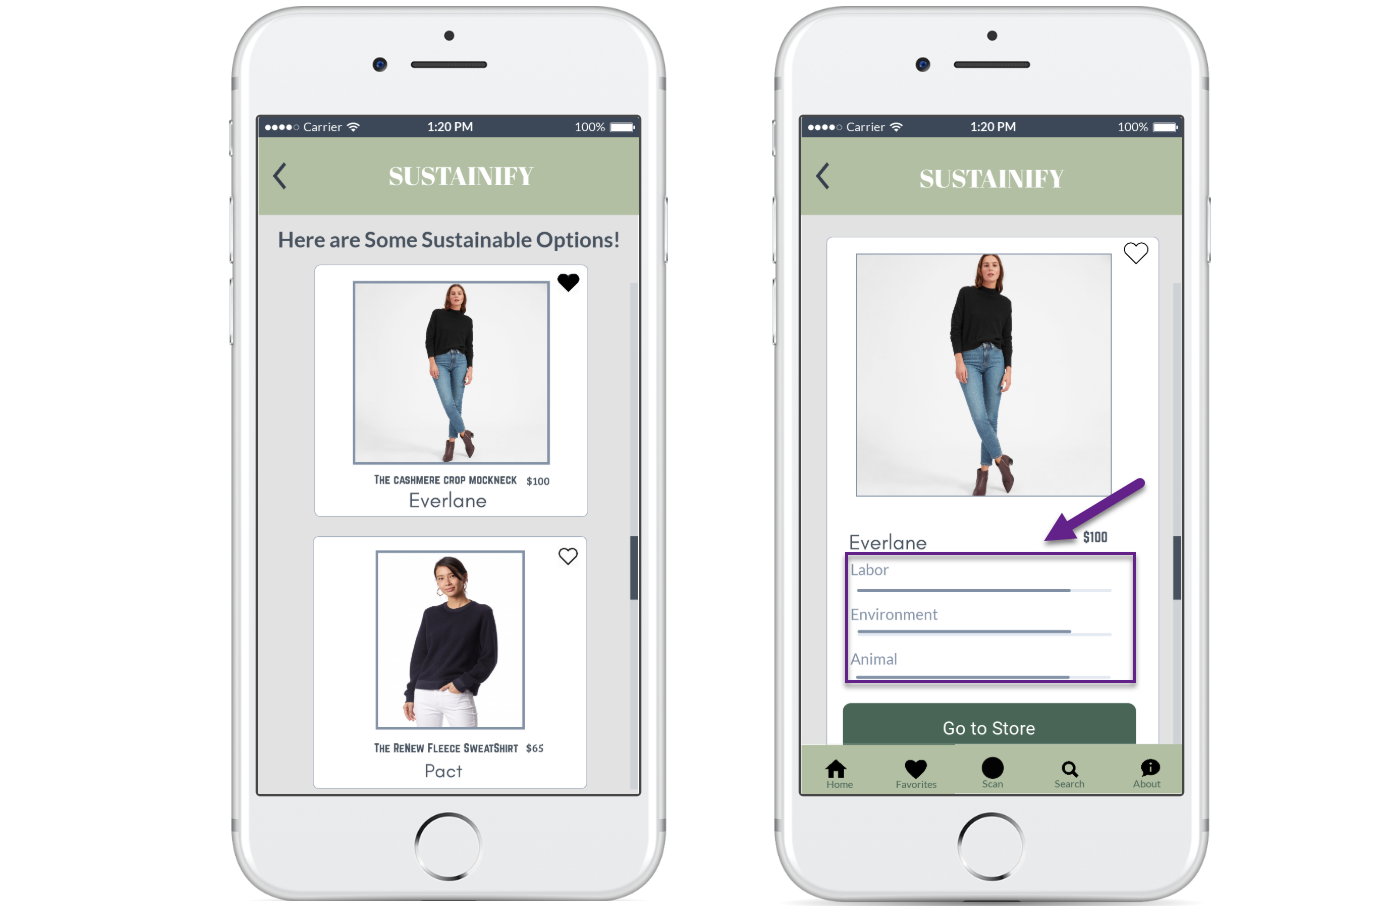 Carrier 1:20 PM 100%
SUSTAINIFY
Here are Some Sustainable Options!
The cashmere crop mockneck $100
Everlane
The ReNew Fleece SweatShirt $65
Pact
Carrier 1:20 PM 100%
SUSTAINIFY
Everlane $100
Labor
Environment
Animal
Go to Store
Home Favorites Scan Search About